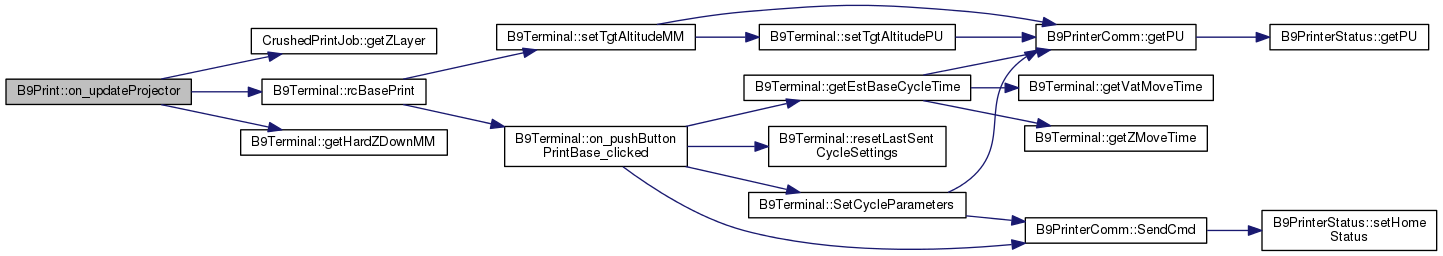 B9Print::on_updateProjector
CrushedPrintJob::getZLayer
B9Terminal::rcBasePrint
B9Terminal::getHardZDownMM
B9Terminal::setTgtAltitudeMM
B9Terminal::on_pushButton
PrintBase_clicked
B9Terminal::setTgtAltitudePU
B9Terminal::getEstBaseCycleTime
B9Terminal::resetLastSent
CycleSettings
B9Terminal::SetCycleParameters
B9PrinterComm::getPU
B9Terminal::getVatMoveTime
B9Terminal::getZMoveTime
B9PrinterComm::SendCmd
B9PrinterStatus::getPU
B9PrinterStatus::setHome
Status